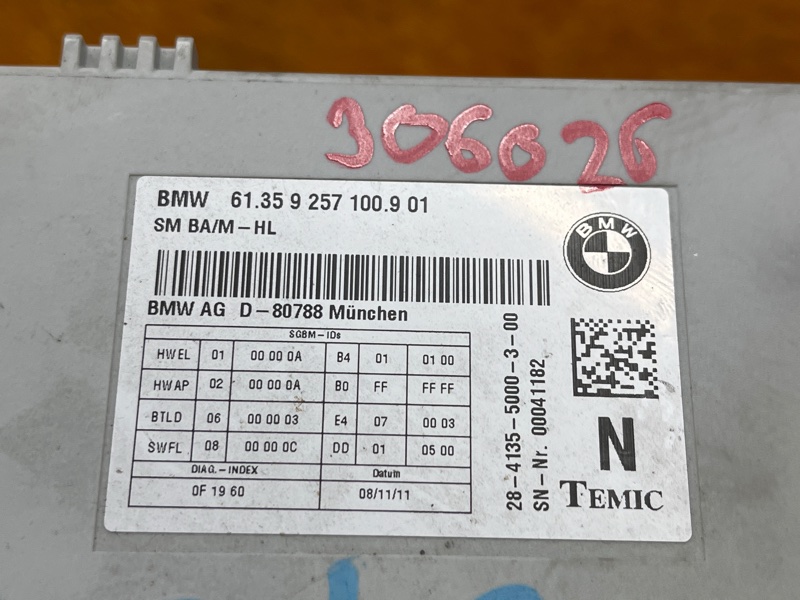 306026
BMW 61.35 9 257 100.9 01
SM BA/M-HL
BMW
BMW AG D-80788 München
SGBM-IDs
HWEL 01 00 00 0A B4 01 01 00
HWAP 02 00 00 0A B0 FF FF FF
BTLD 06 00 00 03 E4 07 00 03
SWFL 08 00 00 0C DD 01 05 00
DIAG.-INDEX Datum
0F 19 60 08/11/11
28-4135-5000-3-00
SN-Nr. 00041182
N
TEMIC